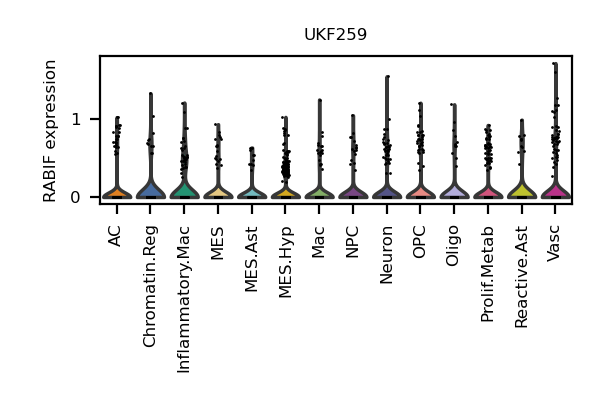 UKF259
RABIF expression
1
0
AC
Chromatin.Reg
Inflammatory.Mac
MES
MES.Ast
MES.Hyp
Mac
NPC
Neuron
OPC
Oligo
Prolif.Metab
Reactive.Ast
Vasc